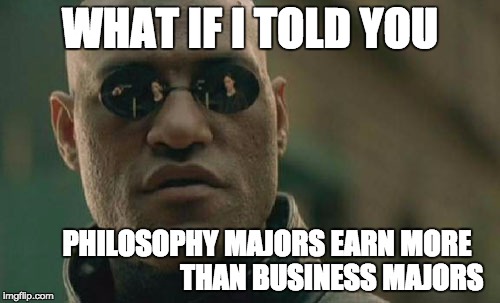 WHAT IF I TOLD YOU
PHILOSOPHY MAJORS EARN MORE
THAN BUSINESS MAJORS
imgflip.com